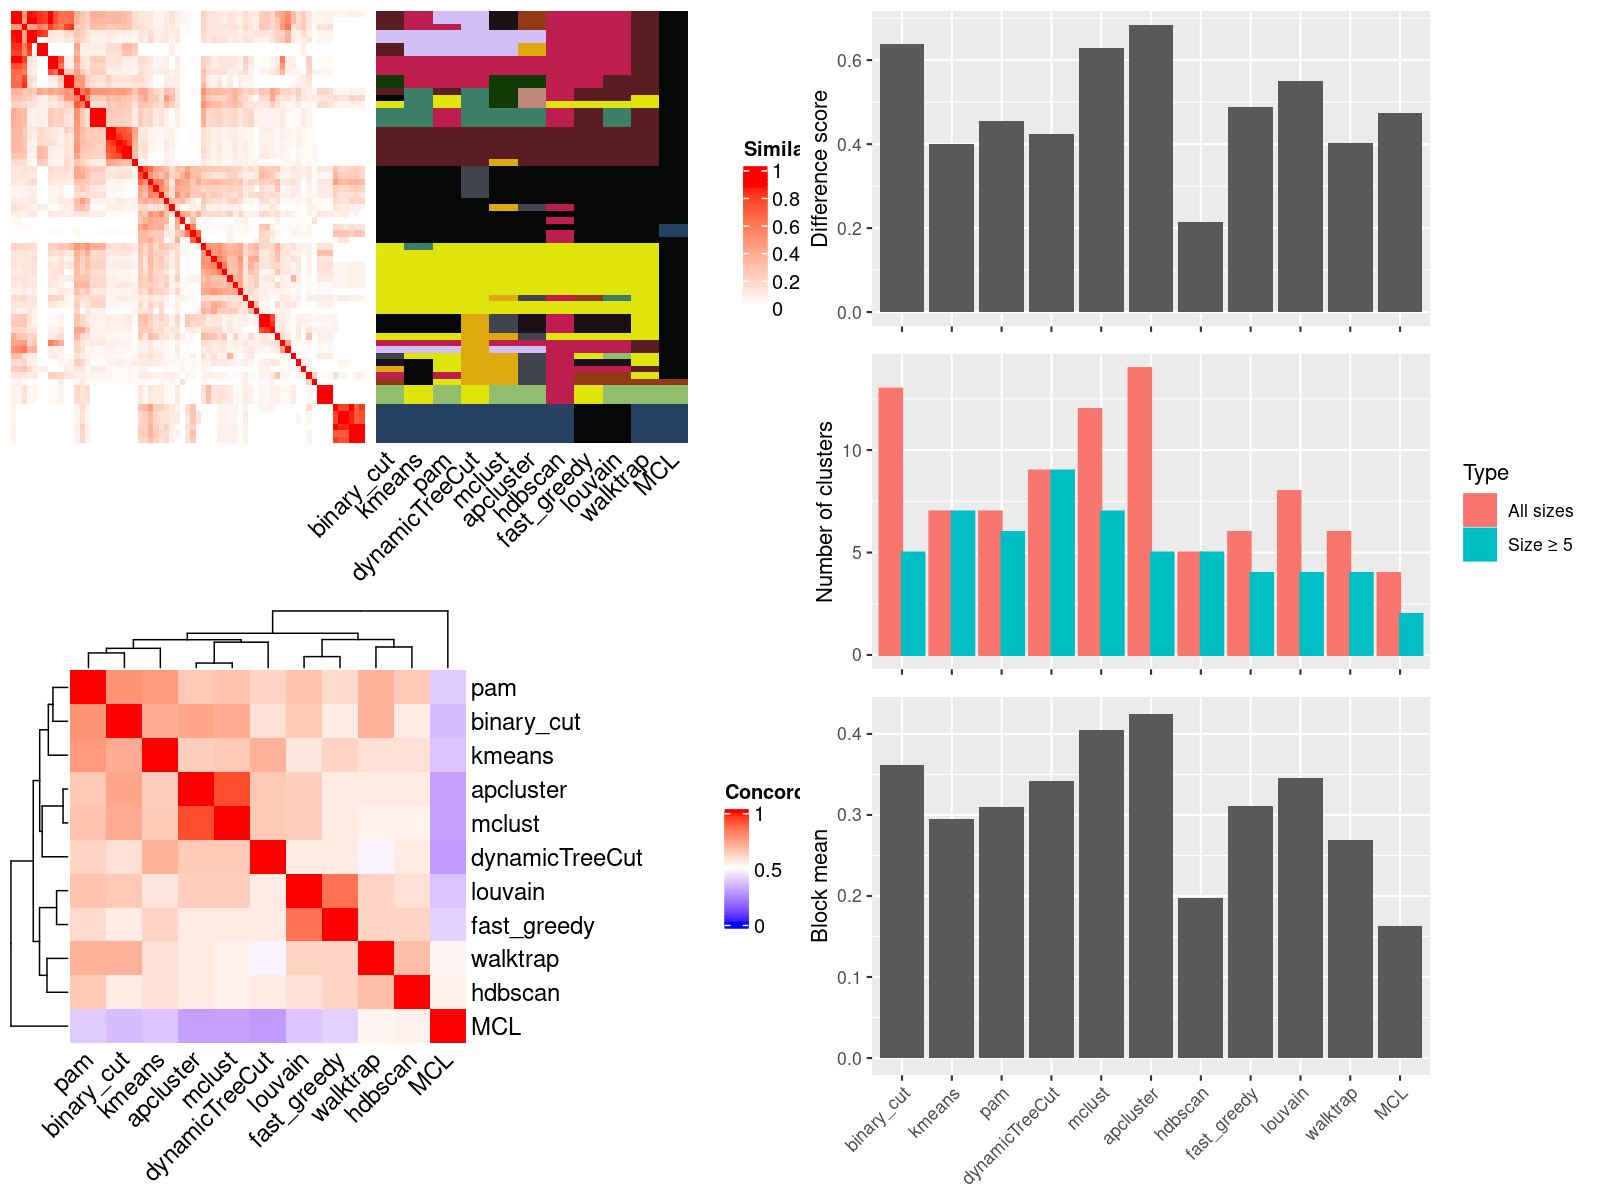 Simila
1
0.8
0.6
0.4
0.2
0
binary_cut
kmeans
pam
dynamicTreeCut
mclust
apcluster
hdbscan
fast_greedy
louvain
walktrap
MCL
pam
binary_cut
kmeans
apcluster
mclust
dynamicTreeCut
louvain
fast_greedy
walktrap
hdbscan
MCL
pam
binary_cut
kmeans
apcluster
mclust
dynamicTreeCut
louvain
fast_greedy
walktrap
hdbscan
MCL
Concord
1
0.5
0
Difference score
0.6
0.4
0.2
0.0
Number of clusters
10
5
0
Type
All sizes
Size ≥ 5
Block mean
0.4
0.3
0.2
0.1
0.0
binary_cut
kmeans
pam
dynamicTreeCut
mclust
apcluster
hdbscan
fast_greedy
louvain
walktrap
MCL